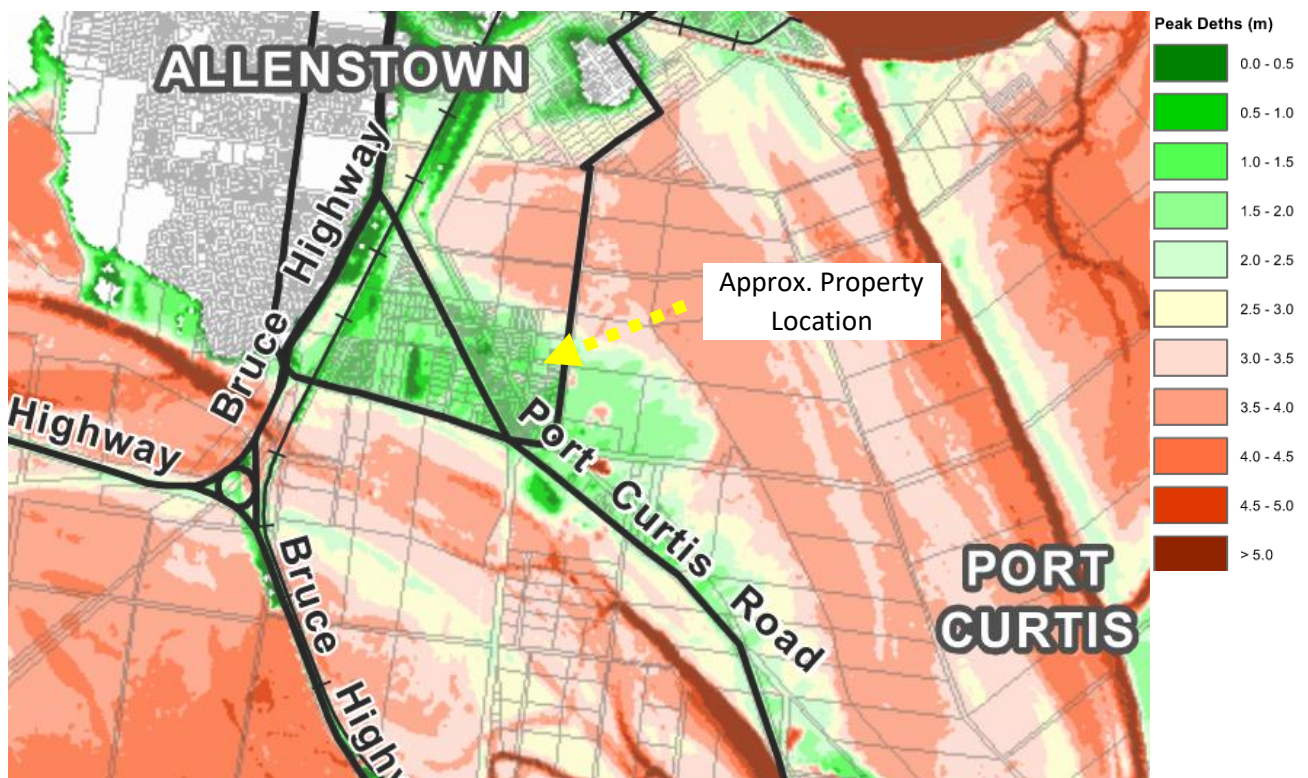 ALLENSTOWN
Bruce Highway
Highway
Bruce Highw
Port Curtis Road
Approx. Property
Location
PORT
CURTIS
Peak Deths (m)
0.0 - 0.5
0.5 - 1.0
1.0 - 1.5
1.5 - 2.0
2.0 - 2.5
2.5 - 3.0
3.0 - 3.5
3.5 - 4.0
4.0 - 4.5
4.5 - 5.0
> 5.0